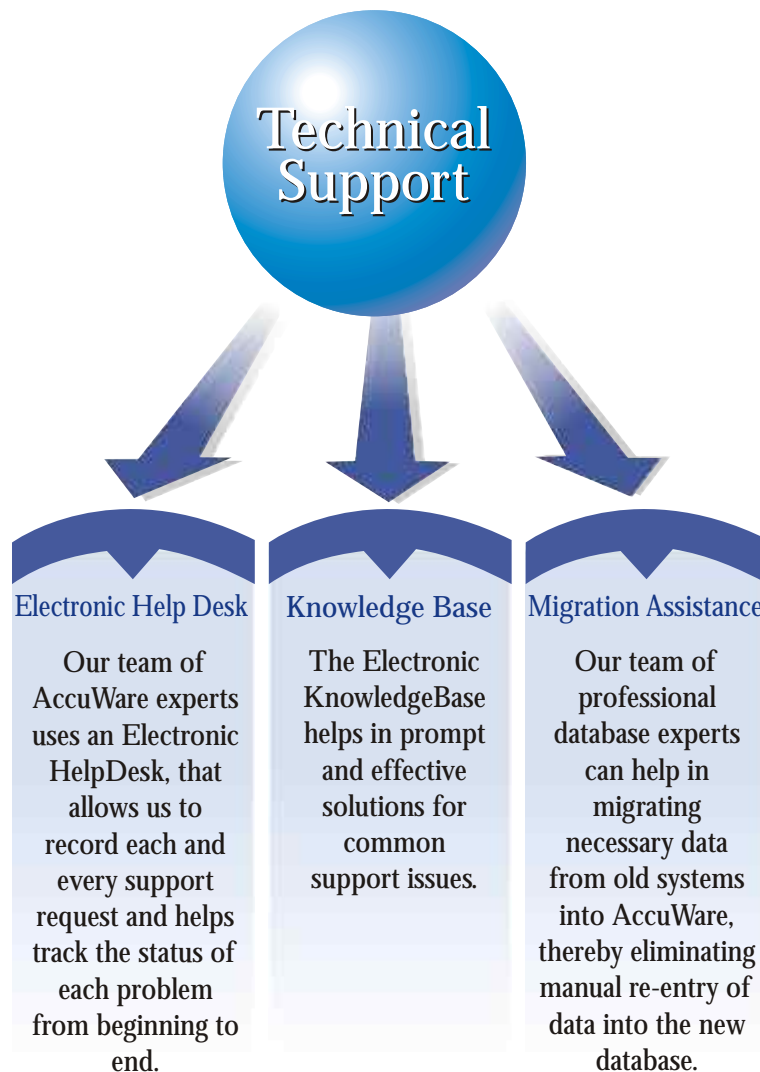 Technical
Support
Electronic Help Desk
Our team of
AccuWare experts
uses an Electronic
HelpDesk, that
allows us to
record each and
every support
request and helps
track the status of
each problem
from beginning to
end.
Knowledge Base
The Electronic
KnowledgeBase
helps in prompt
and effective
solutions for
common
support issues.
Migration Assistance
Our team of
professional
database experts
can help in
migrating
necessary data
from old systems
into AccuWare,
thereby eliminating
manual re-entry of
data into the new
database.